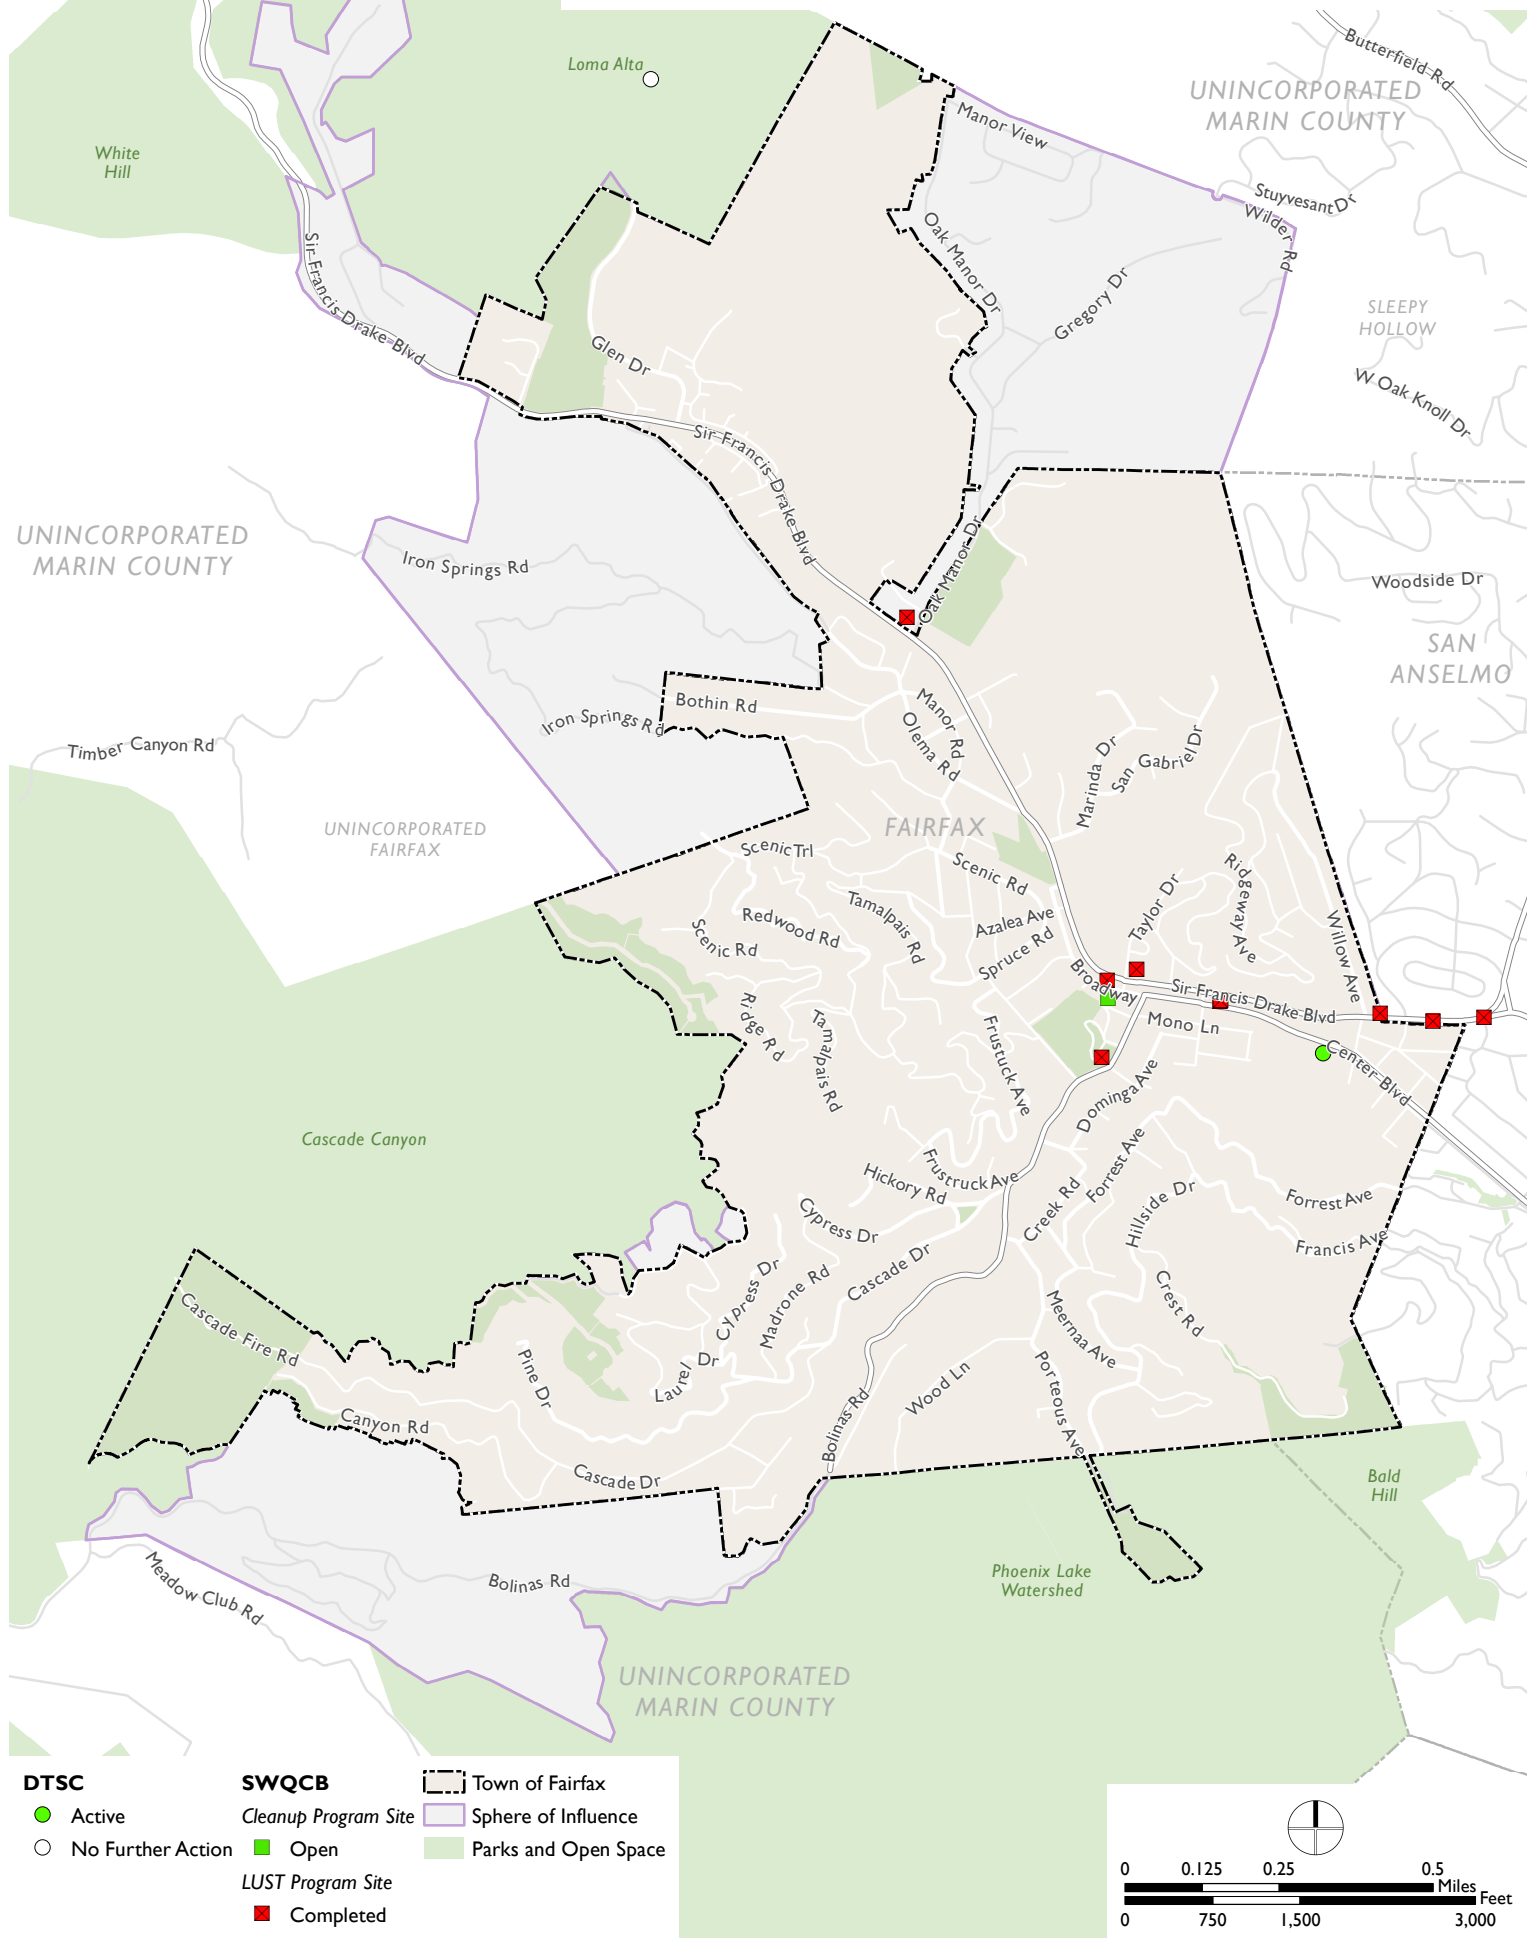 Butterfield Rd
UNINCORPORATED
MARIN COUNTY
Loma Alta
White
Hill
Manor View
Stuyvesant Dr
Wilder Rd
Oak Manor Dr
Gregory Dr
Sir Francis Drake Blvd
SLEEPY
HOLLOW
Glen Dr
W Oak Knoll Dr
Sir Francis Drake Blvd
UNINCORPORATED
MARIN COUNTY
Iron Springs Rd
Oak Manor Dr
Woodside Dr
SAN
ANSELMO
Bothin Rd
Iron Springs Rd
Manor Rd
Olema Rd
Timber Canyon Rd
Marinda Dr
San Gabriel Dr
UNINCORPORATED
FAIRFAX
FAIRFAX
Scenic Trl
Scenic Rd
Ridgeway Ave
Taylor Dr
Tamalpais Rd
Redwood Rd
Scenic Rd
Azalea Ave
Spruce Rd
Willow Ave
Broadway
Sir Francis Drake Blvd
Ridge Rd
Tamalpais Rd
Frustuck Ave
Mono Ln
Center Blvd
Dominga Ave
Cascade Canyon
Forrest Ave
Frustruck Ave
Hickory Rd
Creek Rd
Hillside Dr
Forrest Ave
Cypress Dr
Francis Ave
Cascade Dr
Cypress Dr
Madrone Rd
Crest Rd
Meernaa Ave
Cascade Fire Rd
Pine Dr
Laurel Dr
Wood Ln
Porteous Ave
Canyon Rd
Bolinas Rd
Cascade Dr
Bald
Hill
Phoenix Lake
Watershed
Meadow Club Rd
Bolinas Rd
UNINCORPORATED
MARIN COUNTY
DTSC
Active
No Further Action
SWQCB
Cleanup Program Site
Open
LUST Program Site
Completed
Town of Fairfax
Sphere of Influence
Parks and Open Space
0 0.125 0.25 0.5
Miles
Feet
0 750 1,500 3,000